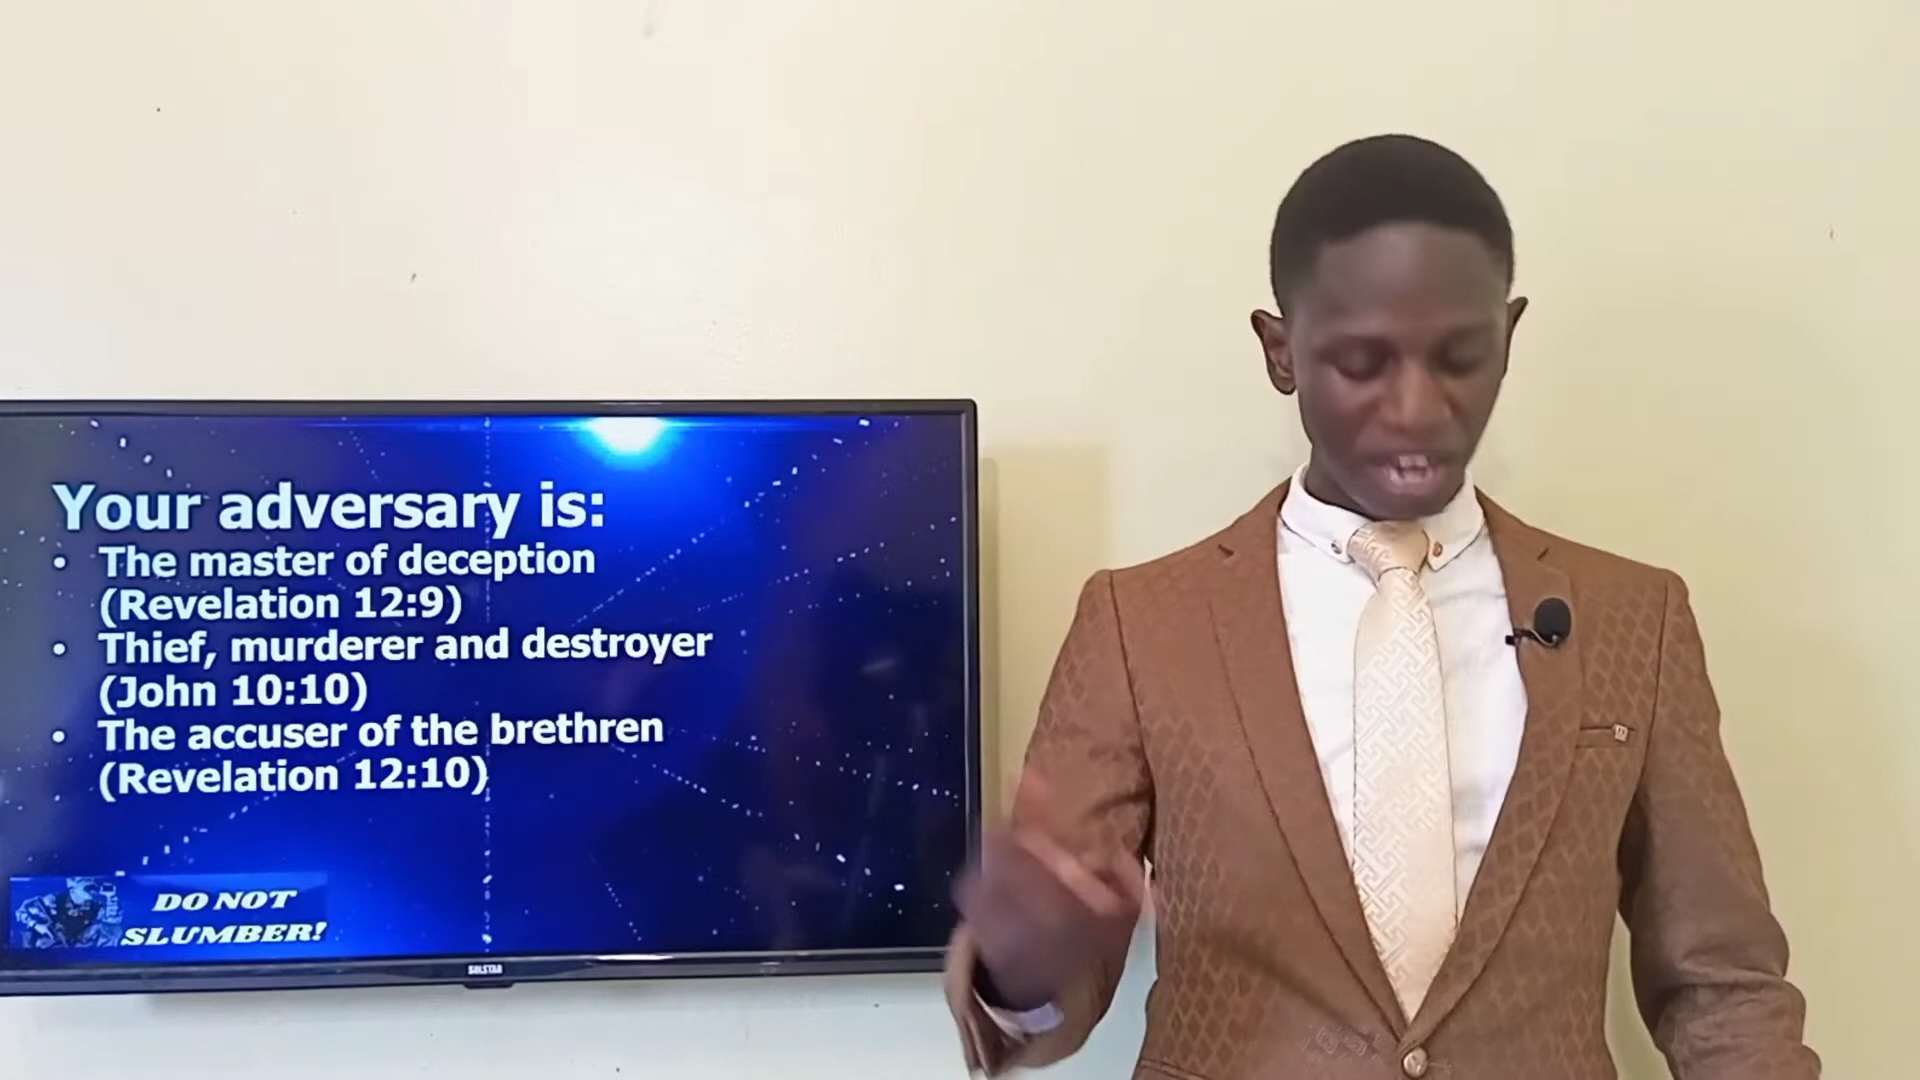 Your adversary is:
• The master of deception
(Revelation 12:9)
• Thief, murderer and destroyer
(John 10:10)
• The accuser of the brethren
(Revelation 12:10)
DO NOT
SLUMBER!
SOLSTAR